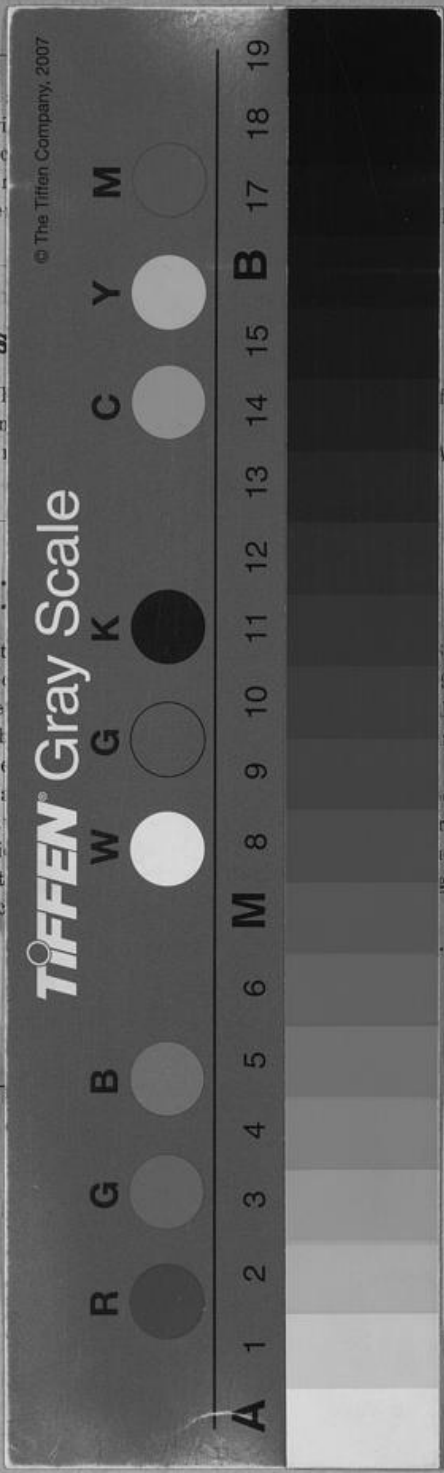 TIFFEN® Gray Scale
© The Tiffen Company, 2007
R G B W G K C Y M
A 1 2 3 4 5 6 M 8 9 10 11 12 13 14 15 B 17 18 19